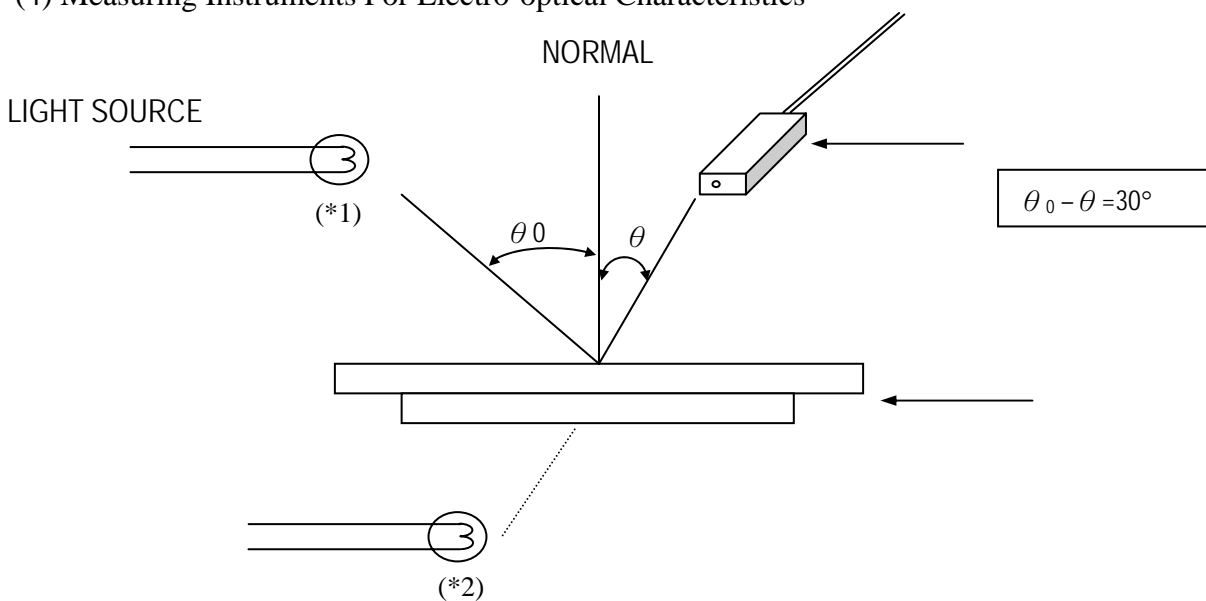 (4) Measuring Instruments For Electro-optical Characteristics
NORMAL
LIGHT SOURCE
(*1)
θ0
θ
θ0 – θ =30°
(*2)